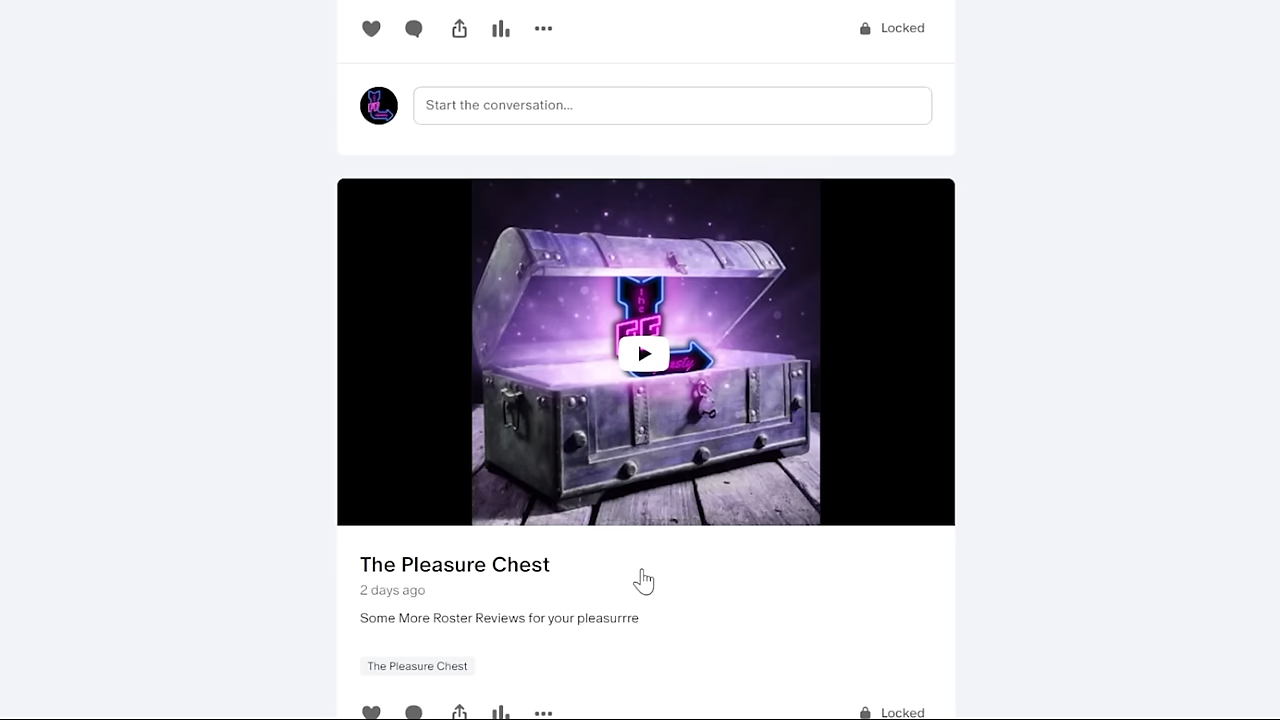 Locked
Start the conversation...
the
The Pleasure Chest
2 days ago
Some More Roster Reviews for your pleasurrre
The Pleasure Chest
Locked